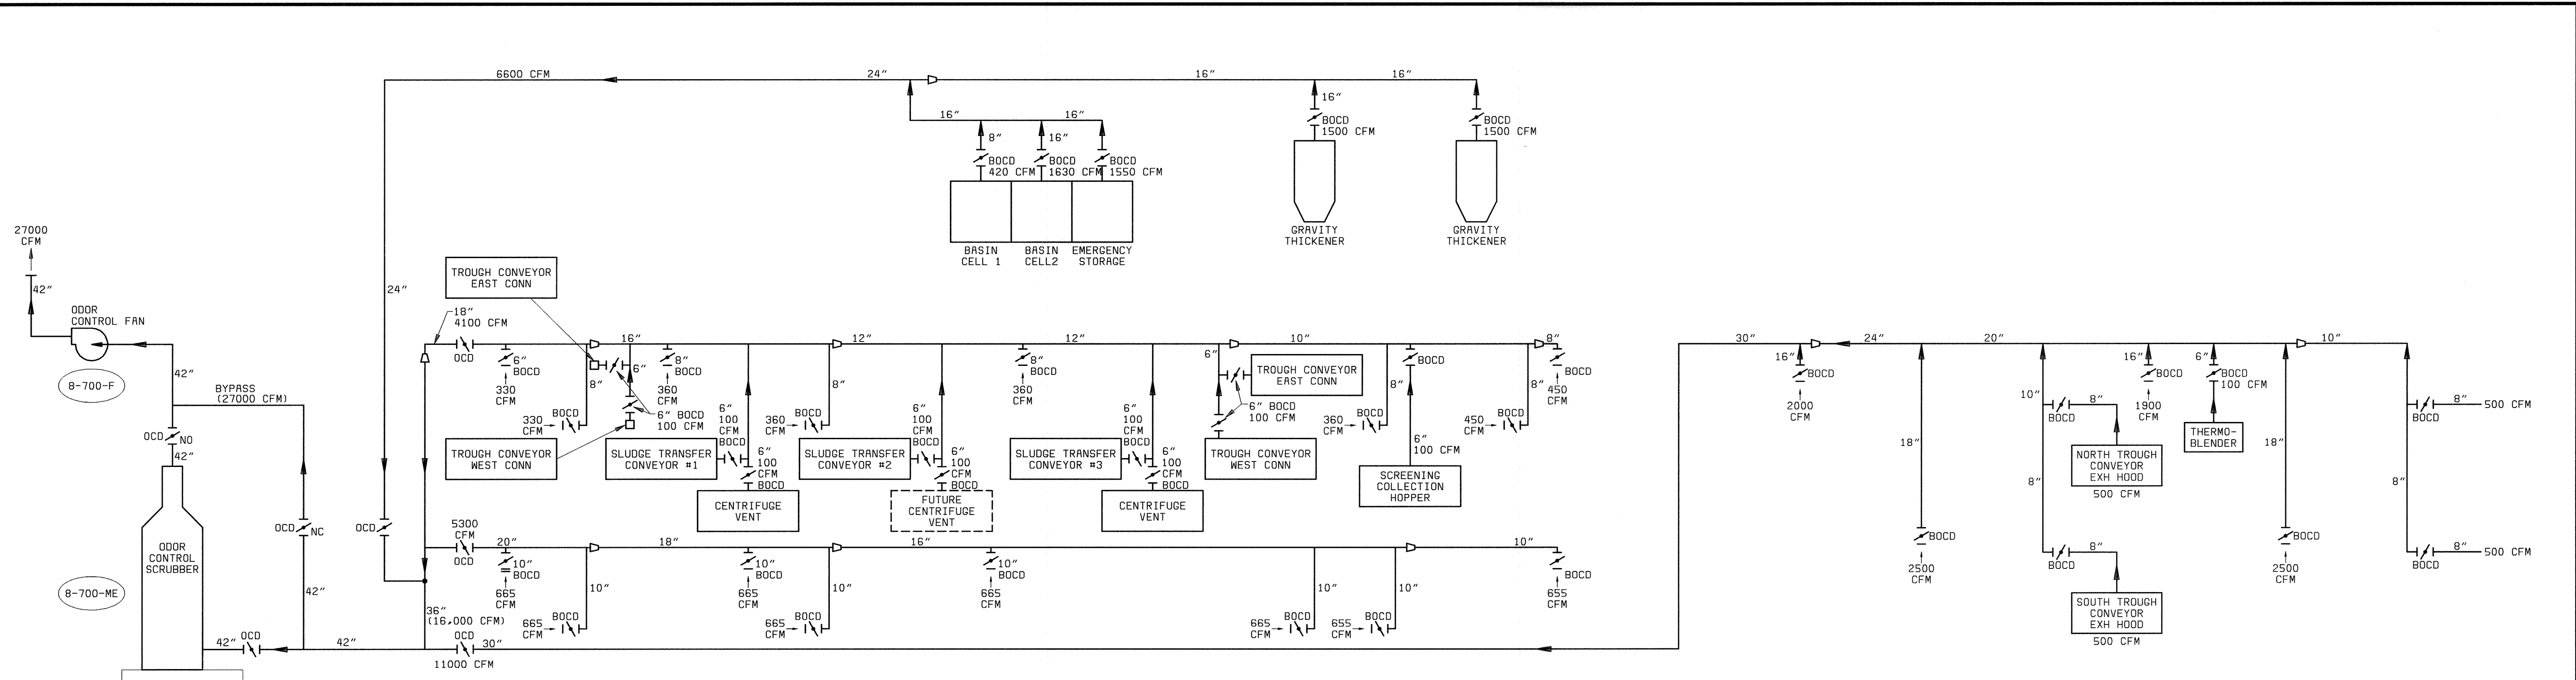 6600 CFM
24″
16″
16″
16″
16″
16″
BOCD
1500 CFM
BOCD
1500 CFM
8″
16″
BOCD
420 CFM
BOCD
1630 CFM
BOCD
1550 CFM
BASIN
CELL 1
BASIN
CELL2
EMERGENCY
STORAGE
GRAVITY
THICKENER
GRAVITY
THICKENER
27000
CFM
42″
ODOR
CONTROL FAN
8-700-F
42″
BYPASS
(27000 CFM)
OCD
NO
42″
ODOR
CONTROL
SCRUBBER
8-700-ME
OCD
NC
42″
42″
OCD
42″
24″
OCD
TROUGH CONVEYOR
EAST CONN
18″
4100 CFM
OCD
6″
BOCD
330
CFM
16″
8″
6″
330
CFM
BOCD
8″
BOCD
360
CFM
6″ BOCD
100 CFM
TROUGH CONVEYOR
WEST CONN
SLUDGE TRANSFER
CONVEYOR #1
6″
100
CFM
BOCD
6″
100
CFM
BOCD
CENTRIFUGE
VENT
12″
8″
360
CFM
BOCD
SLUDGE TRANSFER
CONVEYOR #2
6″
100
CFM
BOCD
6″
100
CFM
BOCD
FUTURE
CENTRIFUGE
VENT
12″
8″
BOCD
360
CFM
SLUDGE TRANSFER
CONVEYOR #3
6″
100
CFM
BOCD
6″
100
CFM
BOCD
CENTRIFUGE
VENT
10″
6″
TROUGH CONVEYOR
EAST CONN
6″ BOCD
100 CFM
TROUGH CONVEYOR
WEST CONN
8″
360
CFM
BOCD
BOCD
6″
100 CFM
SCREENING
COLLECTION
HOPPER
8″
BOCD
450
CFM
8″
450
CFM
BOCD
5300
CFM
OCD
20″
10″
BOCD
665
CFM
18″
10″
665
CFM
BOCD
10″
BOCD
665
CFM
16″
10″
665
CFM
BOCD
10″
BOCD
665
CFM
10″
665
CFM
BOCD
10″
655
CFM
BOCD
10″
BOCD
655
CFM
36″
(16,000 CFM)
OCD
30″
11000 CFM
30″
24″
20″
10″
16″
BOCD
2000
CFM
18″
BOCD
2500
CFM
10″
8″
BOCD
NORTH TROUGH
CONVEYOR
EXH HOOD
500 CFM
8″
8″
BOCD
SOUTH TROUGH
CONVEYOR
EXH HOOD
500 CFM
16″
BOCD
1900
CFM
6″
BOCD
100 CFM
THERMO-
BLENDER
18″
BOCD
2500
CFM
8″
500 CFM
BOCD
8″
8″
500 CFM
BOCD